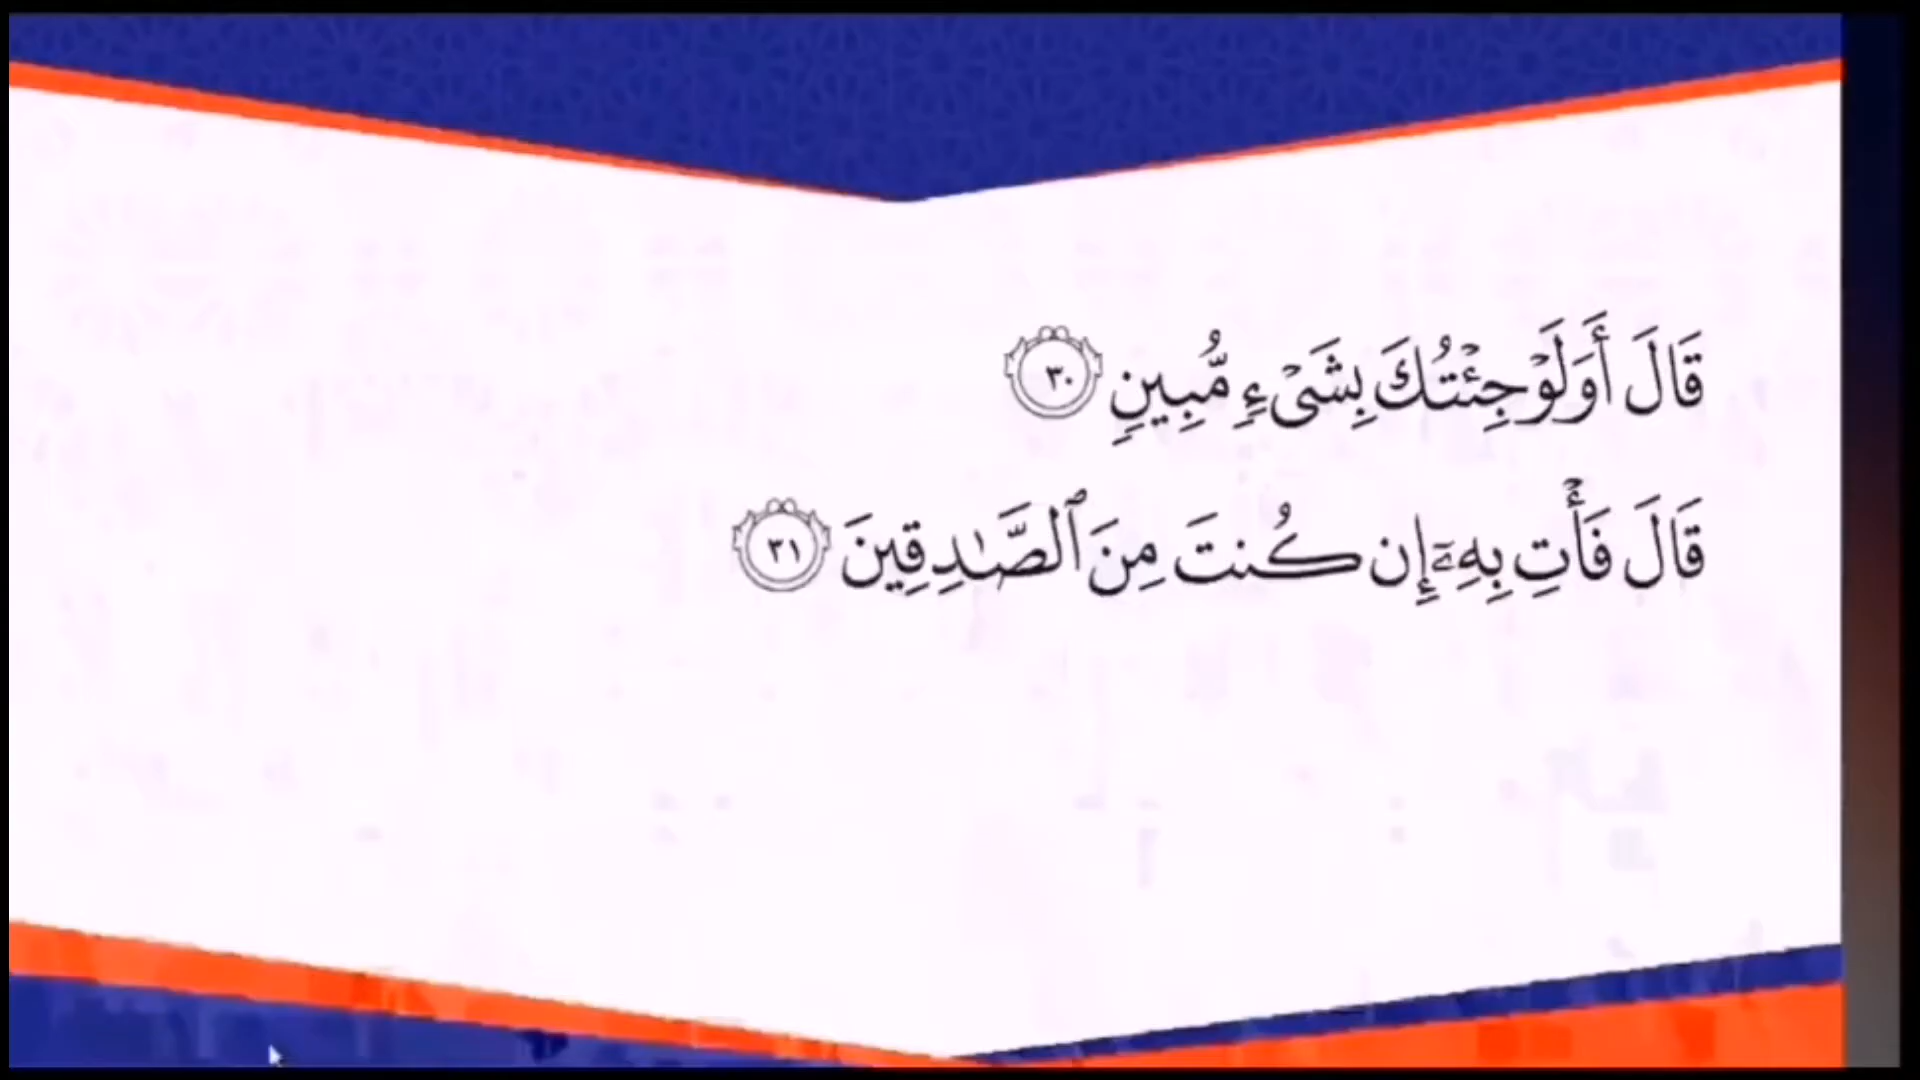 قَالَ أَوَلَوۡ جِئۡتُكَ بِشَىۡءٖ مُّبِينٖ ٣٠
قَالَ فَأۡتِ بِهِۦٓ إِن كُنتَ مِنَ ٱلصَّـٰدِقِينَ ٣١